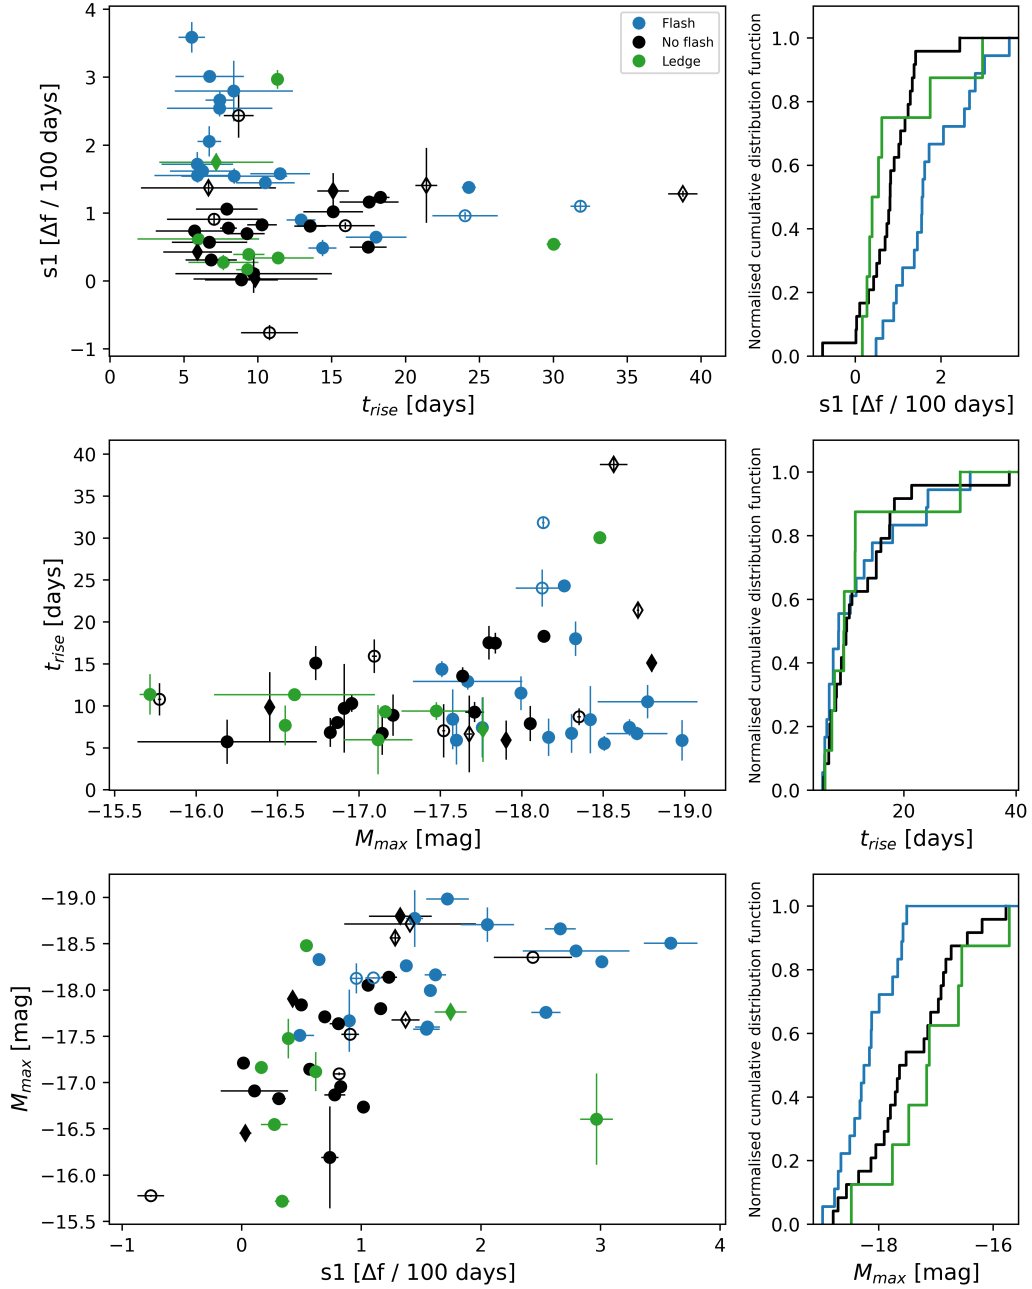 4
3
2
1
0
−1
s1 [Δf / 100 days]
0 5 10 15 20 25 30 35 40
t_rise [days]
Flash
No flash
Ledge
1.0
0.8
0.6
0.4
0.2
0.0
Normalised cumulative distribution function
0 2
s1 [Δf / 100 days]
40
35
30
25
20
15
10
5
0
t_rise [days]
−15.5 −16.0 −16.5 −17.0 −17.5 −18.0 −18.5 −19.0
M_max [mag]
1.0
0.8
0.6
0.4
0.2
0.0
Normalised cumulative distribution function
20 40
t_rise [days]
−19.0
−18.5
−18.0
−17.5
−17.0
−16.5
−16.0
−15.5
M_max [mag]
−1 0 1 2 3 4
s1 [Δf / 100 days]
1.0
0.8
0.6
0.4
0.2
0.0
Normalised cumulative distribution function
−18 −16
M_max [mag]